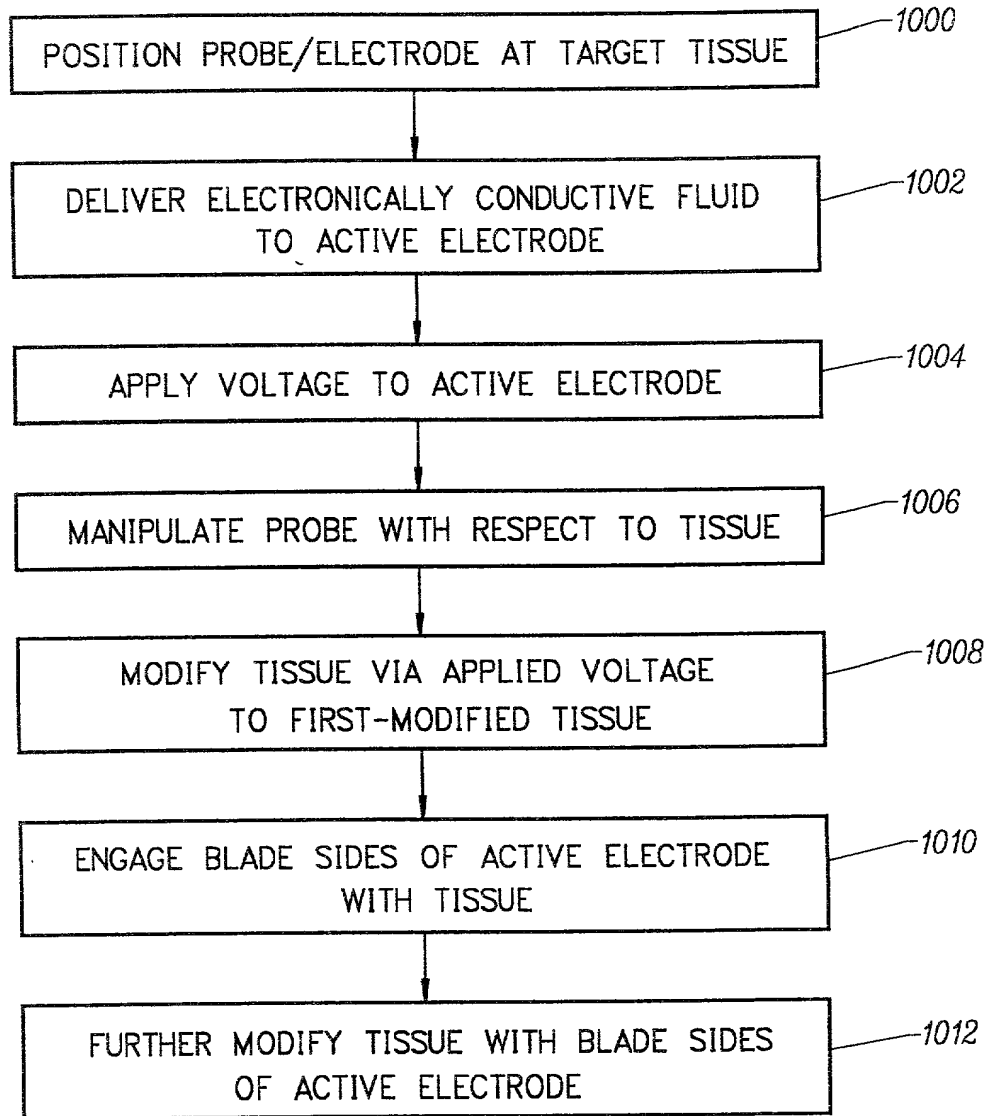 POSITION PROBE/ELECTRODE AT TARGET TISSUE
1000
DELIVER ELECTRONICALLY CONDUCTIVE FLUID
TO ACTIVE ELECTRODE
1002
APPLY VOLTAGE TO ACTIVE ELECTRODE
1004
MANIPULATE PROBE WITH RESPECT TO TISSUE
1006
MODIFY TISSUE VIA APPLIED VOLTAGE
TO FIRST-MODIFIED TISSUE
1008
ENGAGE BLADE SIDES OF ACTIVE ELECTRODE
WITH TISSUE
1010
FURTHER MODIFY TISSUE WITH BLADE SIDES
OF ACTIVE ELECTRODE
1012